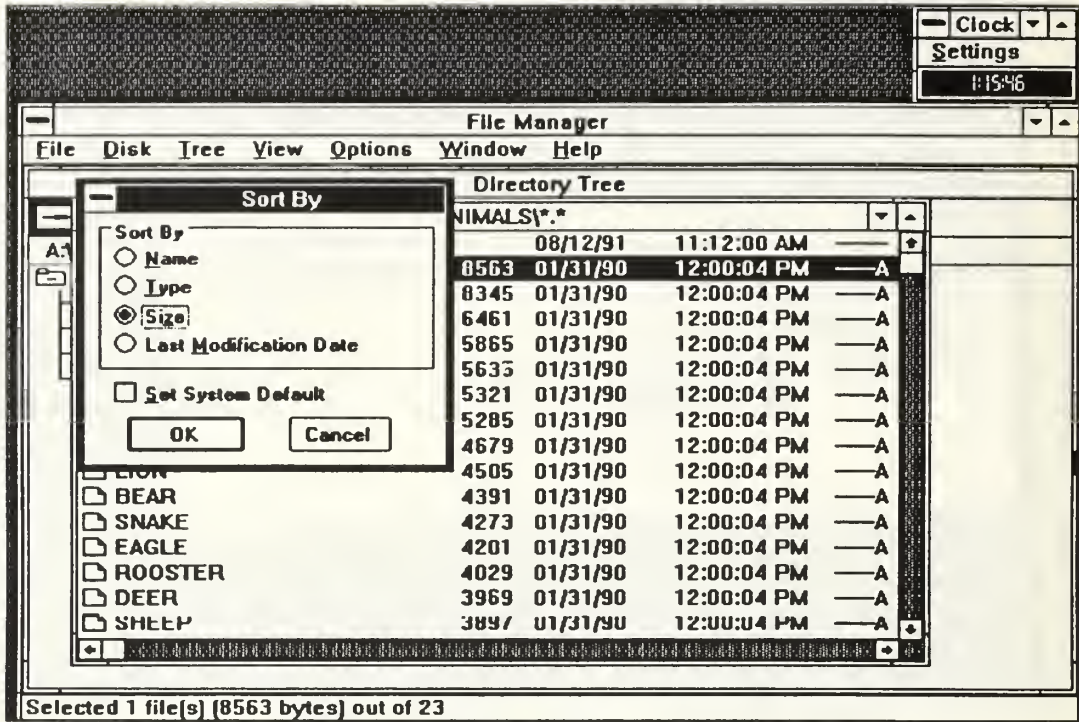 Clock
Settings
1:15:46
File Manager
File Disk Tree View Options Window Help
Directory Tree
Sort By
NIMALS\*.*
Sort By
Name
Type
Size
Last Modification Date
Set System Default
OK Cancel
A:\
08/12/91 11:12:00 AM
8563 01/31/90 12:00:04 PM A
8345 01/31/90 12:00:04 PM A
6461 01/31/90 12:00:04 PM A
5865 01/31/90 12:00:04 PM A
5635 01/31/90 12:00:04 PM A
5321 01/31/90 12:00:04 PM A
5285 01/31/90 12:00:04 PM A
4679 01/31/90 12:00:04 PM A
LION 4505 01/31/90 12:00:04 PM A
BEAR 4391 01/31/90 12:00:04 PM A
SNAKE 4273 01/31/90 12:00:04 PM A
EAGLE 4201 01/31/90 12:00:04 PM A
ROOSTER 4029 01/31/90 12:00:04 PM A
DEER 3969 01/31/90 12:00:04 PM A
SHEEP 3897 01/31/90 12:00:04 PM A
Selected 1 file(s) (8563 bytes) out of 23